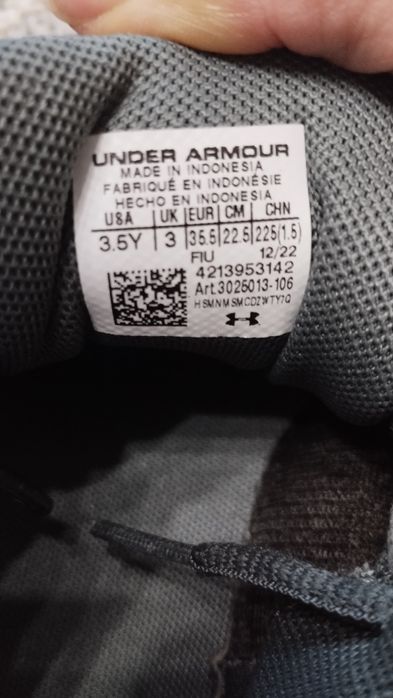 UNDER ARMOUR
MADE IN INDONESIA
FABRIQUÉ EN INDONÉSIE
HECHO EN INDONESIA
USA UK EUR CM CHN
3.5Y 3 35.5 22.5 225(1.5)
FIU 12/22
4213953142
Art.3025013-106
HSMNMSMCDZWTY7Q